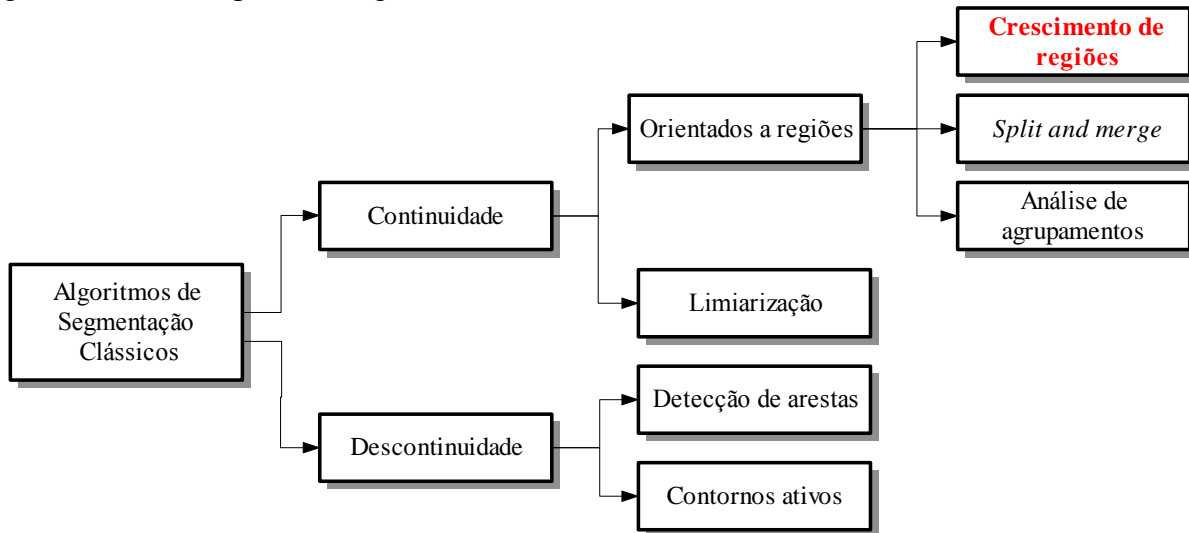 Crescimento de
regiões
Orientados a regiões
Split and merge
Continuidade
Análise de
agrupamentos
Algoritmos de
Segmentação
Clássicos
Limiarização
Detecção de arestas
Descontinuidade
Contornos ativos